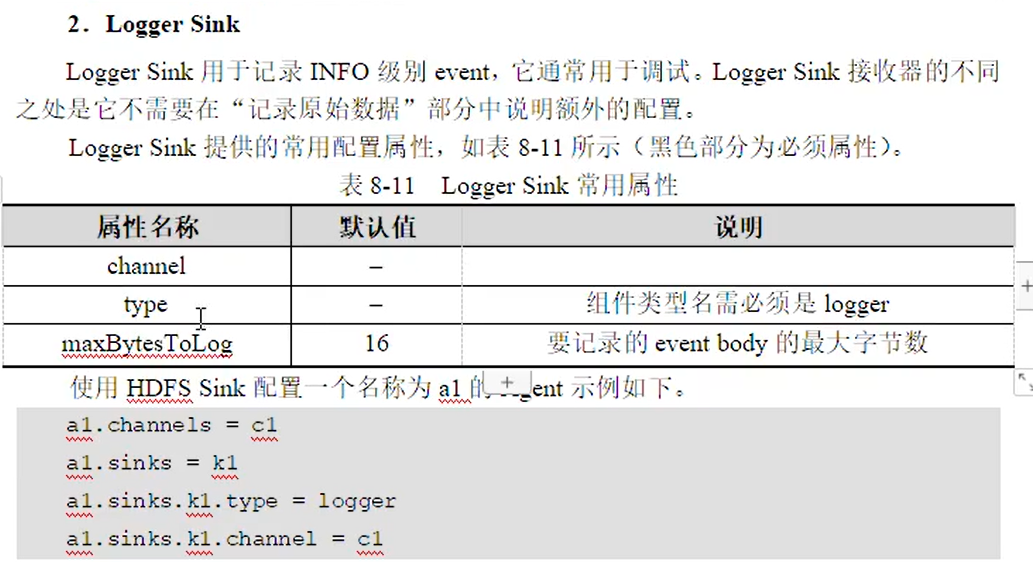 2．Logger Sink
Logger Sink 用于记录 INFO 级别 event，它通常用于调试。Logger Sink 接收器的不同
之处是它不需要在“记录原始数据”部分中说明额外的配置。
Logger Sink 提供的常用配置属性，如表 8-11 所示（黑色部分为必须属性）。
表 8-11 Logger Sink 常用属性
属性名称 默认值 说明
channel –
type – 组件类型名需必须是 logger
maxBytesToLog 16 要记录的 event body 的最大字节数
使用 HDFS Sink 配置一个名称为 a1 的 gent 示例如下。
a1.channels = c1
a1.sinks = k1
a1.sinks.k1.type = logger
a1.sinks.k1.channel = c1